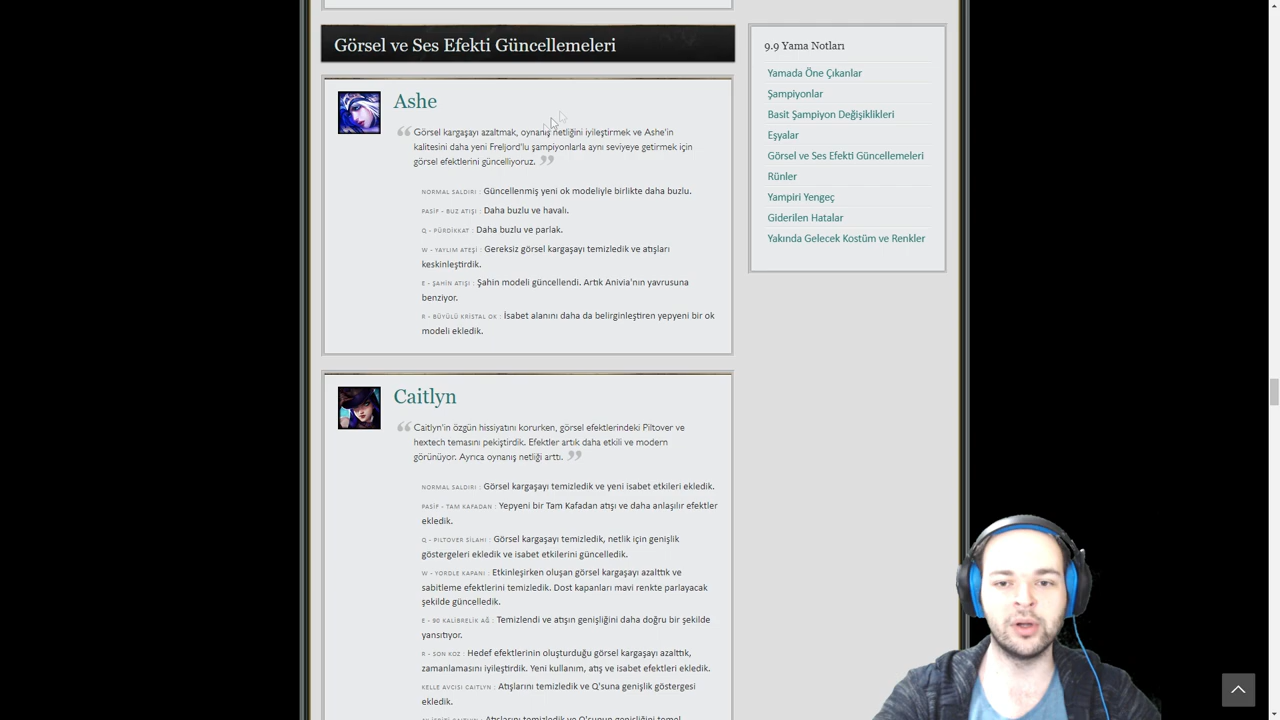 Görsel ve Ses Efekti Güncellemeleri
Ashe
Görsel kargaşayı azaltmak, oynanış netliğini iyileştirmek ve Ashe'in
kalitesini daha yeni Freljord'lu şampiyonlarla aynı seviyeye getirmek için
görsel efektlerini güncelliyoruz.
NORMAL SALDIRI : Güncellenmiş yeni ok modeliyle birlikte daha buzlu.
PASİF - BUZ ATIŞI : Daha buzlu ve havalı.
Q - PÜRDİKKAT : Daha buzlu ve parlak.
W - YAYLIM ATEŞİ : Gereksiz görsel kargaşayı temizledik ve atışları
keskinleştirdik.
E - ŞAHİN ATIŞI : Şahin modeli güncellendi. Artık Anivia'nın yavrusuna
benziyor.
R - BÜYÜLÜ KRİSTAL OK : İsabet alanını daha da belirginleştiren yepyeni bir ok
modeli ekledik.
Caitlyn
Caitlyn'in özgün hissiyatını korurken, görsel efektlerindeki Piltover ve
hextech temasını pekiştirdik. Efektler artık daha etkili ve modern
görünüyor. Ayrıca oynanış netliği arttı.
NORMAL SALDIRI : Görsel kargaşayı temizledik ve yeni isabet etkileri ekledik.
PASİF - TAM KAFADAN : Yepyeni bir Tam Kafadan atışı ve daha anlaşılır efektler
ekledik.
Q - PILTOVER SİLAHI : Görsel kargaşayı temizledik, netlik için genişlik
göstergeleri ekledik ve isabet etkilerini güncelledik.
W - YORDLE KAPANI : Etkinleşirken oluşan görsel kargaşayı azalttık ve
sabitleme efektlerini temizledik. Dost kapanları mavi renkte parlayacak
şekilde güncelledik.
E - 90 KALİBRELİK AĞ : Temizlendi ve atışın genişliğini daha doğru bir şekilde
yansıtıyor.
R - SON KOZ : Hedef efektlerinin oluşturduğu görsel kargaşayı azalttık,
zamanlamasını iyileştirdik. Yeni kullanım, atış ve isabet efektleri ekledik.
KELLE AVCISI CAITLYN : Atışlarını temizledik ve Q'suna genişlik göstergesi
ekledik.
9.9 Yama Notları
Yamada Öne Çıkanlar
Şampiyonlar
Basit Şampiyon Değişiklikleri
Eşyalar
Görsel ve Ses Efekti Güncellemeleri
Rünler
Yampiri Yengeç
Giderilen Hatalar
Yakında Gelecek Kostüm ve Renkler